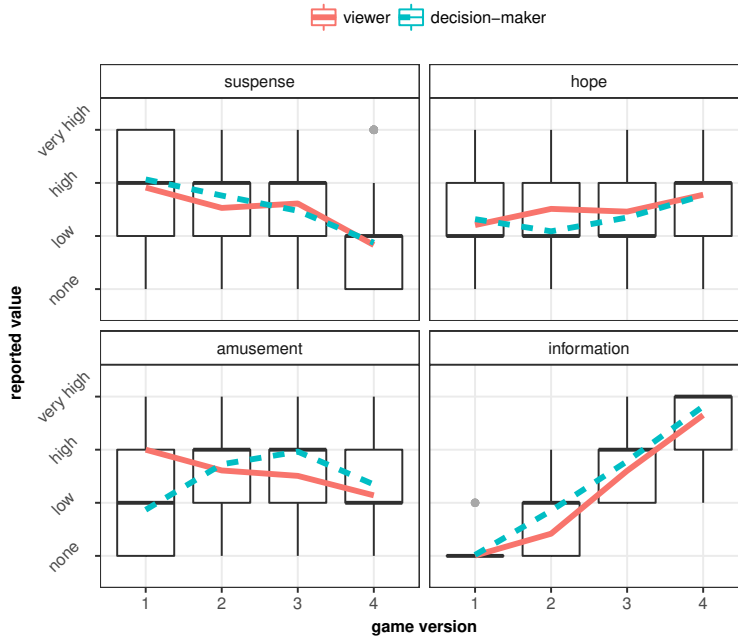 viewer decision−maker
suspense hope
very high
high
low
none
amusement information
very high
high
low
none
1 2 3 4 1 2 3 4
game version
reported value